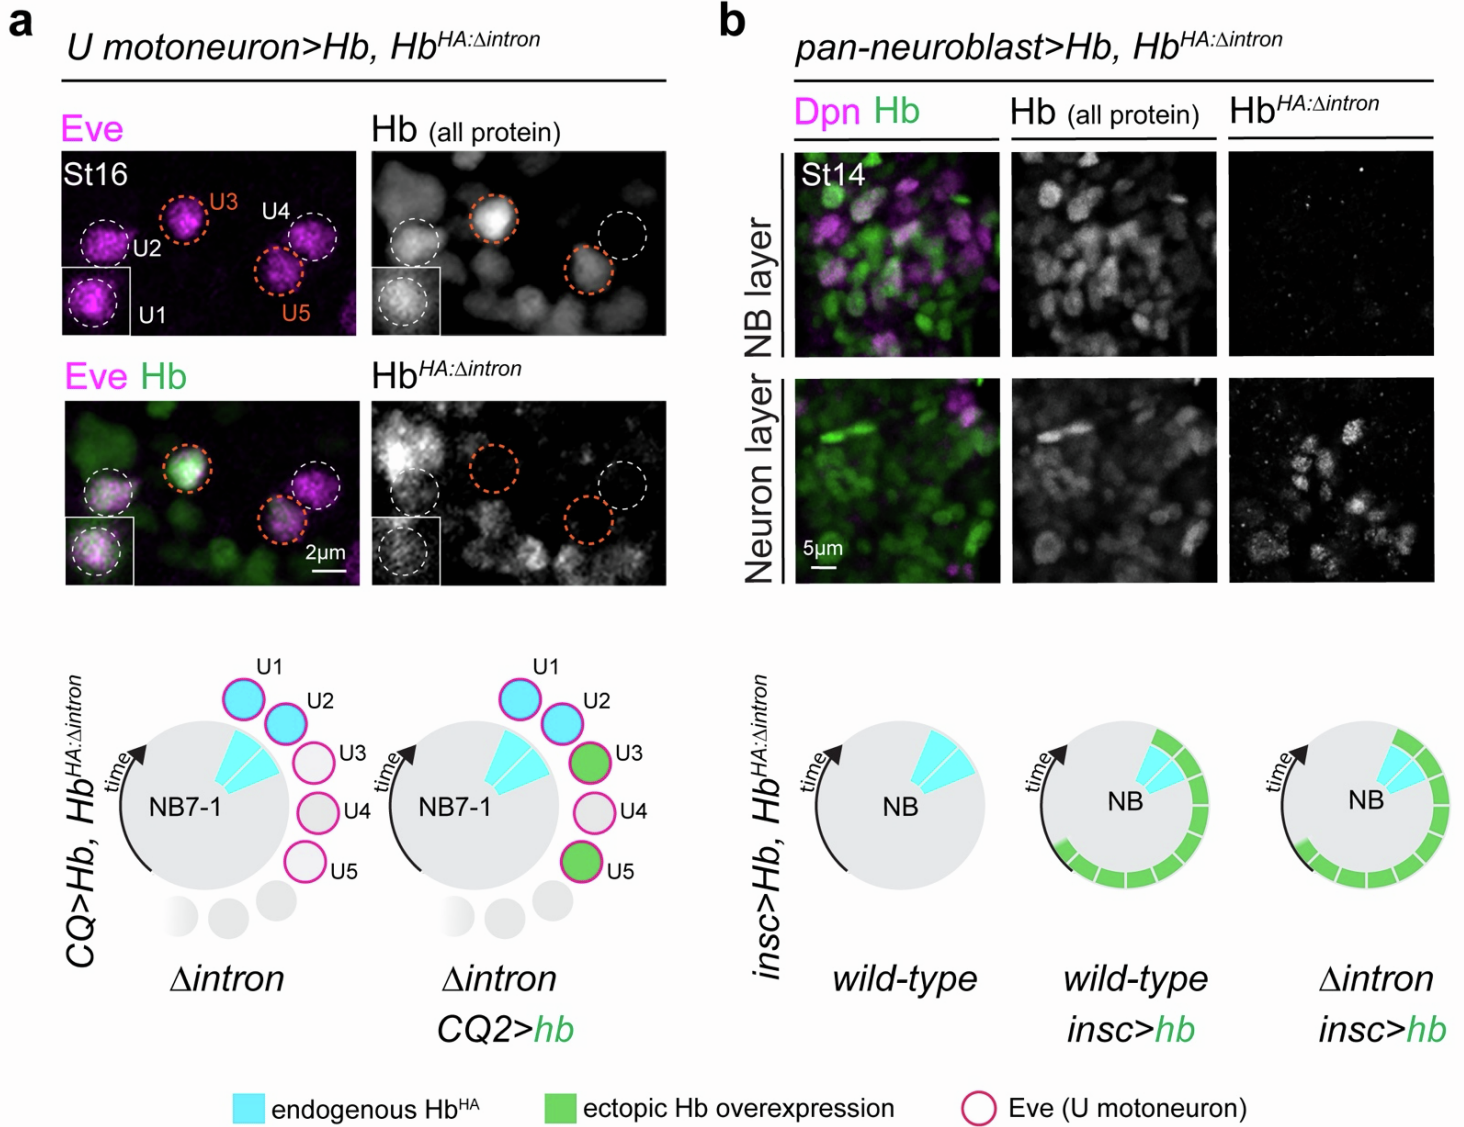 a
U motoneuron>Hb, Hb^HA:Δintron
Eve
Hb (all protein)
St16
U3
U4
U2
U1
U5
Eve Hb
Hb^HA:Δintron
2µm
CQ>Hb, Hb^HA:Δintron
U1
U2
U3
U4
U5
time
NB7-1
Δintron
U1
U2
U3
U4
U5
time
NB7-1
Δintron
CQ2>hb
b
pan-neuroblast>Hb, Hb^HA:Δintron
Dpn Hb
Hb (all protein)
Hb^HA:Δintron
NB layer
St14
Neuron layer
5µm
insc>Hb, Hb^HA:Δintron
time
NB
wild-type
time
NB
wild-type
insc>hb
time
NB
Δintron
insc>hb
endogenous Hb^HA
ectopic Hb overexpression
Eve (U motoneuron)